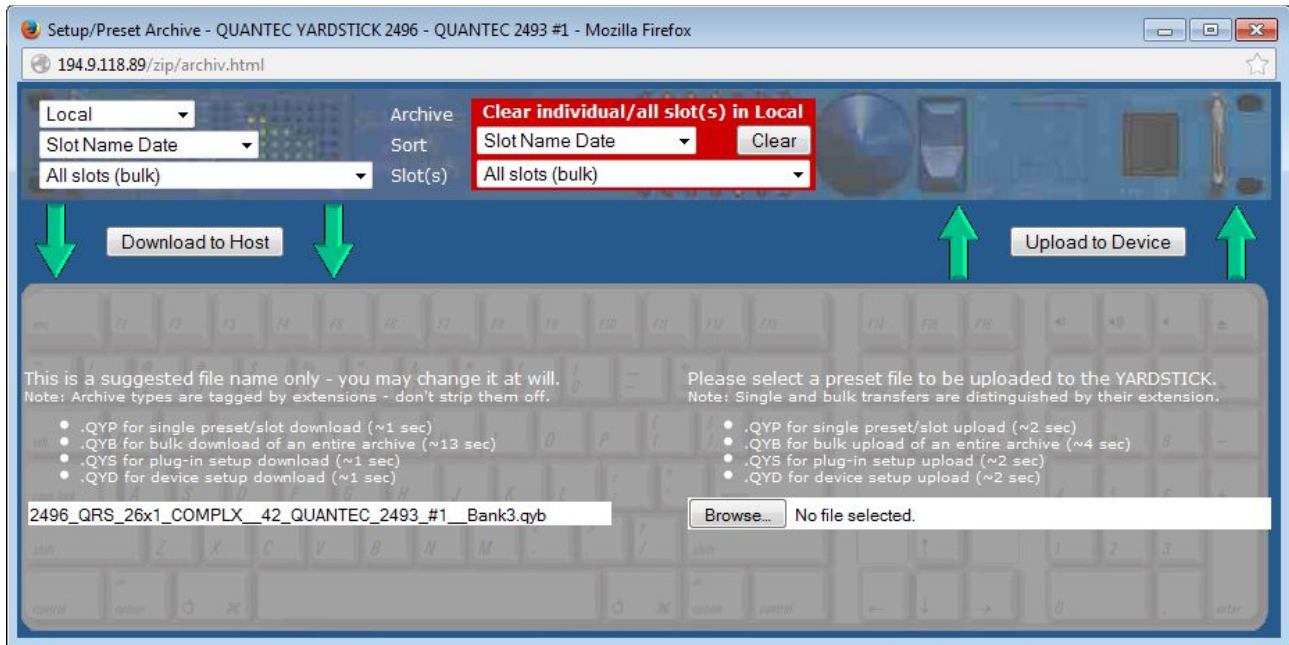 Setup/Preset Archive - QUANTEC YARDSTICK 2496 - QUANTEC 2493 #1 - Mozilla Firefox
194.9.118.89/zip/archiv.html
Local
Archive
Slot Name Date
Sort
All slots (bulk)
Slot(s)
Clear individual/all slot(s) in Local
Slot Name Date
Clear
All slots (bulk)
Download to Host
Upload to Device
This is a suggested file name only - you may change it at will.
Note: Archive types are tagged by extensions - don't strip them off.
.QYP for single preset/slot download (~1 sec)
.QYB for bulk download of an entire archive (~13 sec)
.QYS for plug-in setup download (~1 sec)
.QYD for device setup download (~1 sec)
2496_QRS_26x1_COMPLX__42_QUANTEC_2493_#1__Bank3.qyb
Please select a preset file to be uploaded to the YARDSTICK.
Note: Single and bulk transfers are distinguished by their extension.
.QYP for single preset/slot upload (~2 sec)
.QYB for bulk upload of an entire archive (~4 sec)
.QYS for plug-in setup upload (~2 sec)
.QYD for device setup upload (~2 sec)
Browse... No file selected.